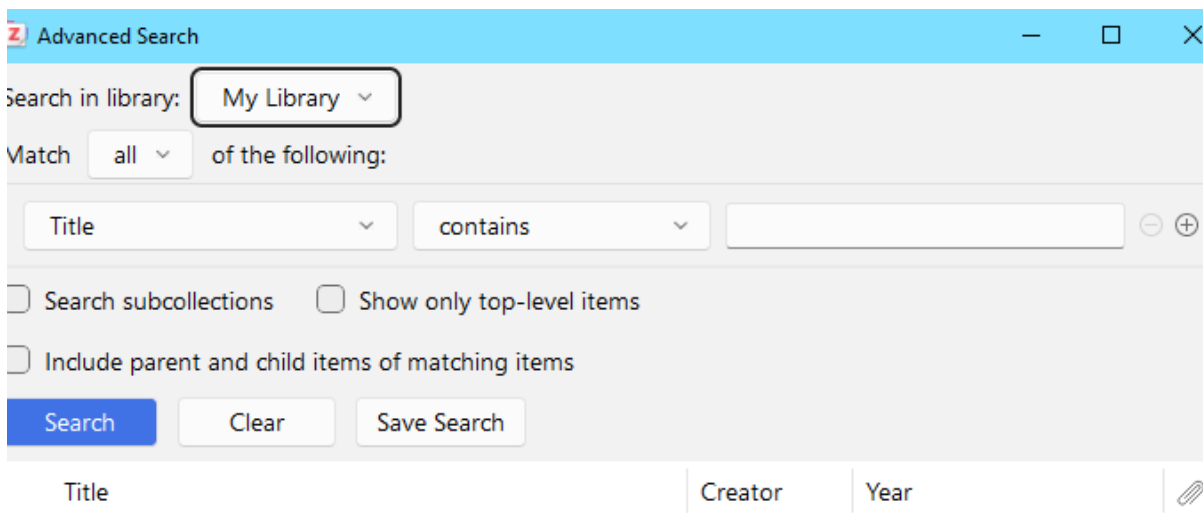 Z Advanced Search
Search in library: My Library
Match all of the following:
Title contains
Search subcollections Show only top-level items
Include parent and child items of matching items
Search Clear Save Search
Title Creator Year